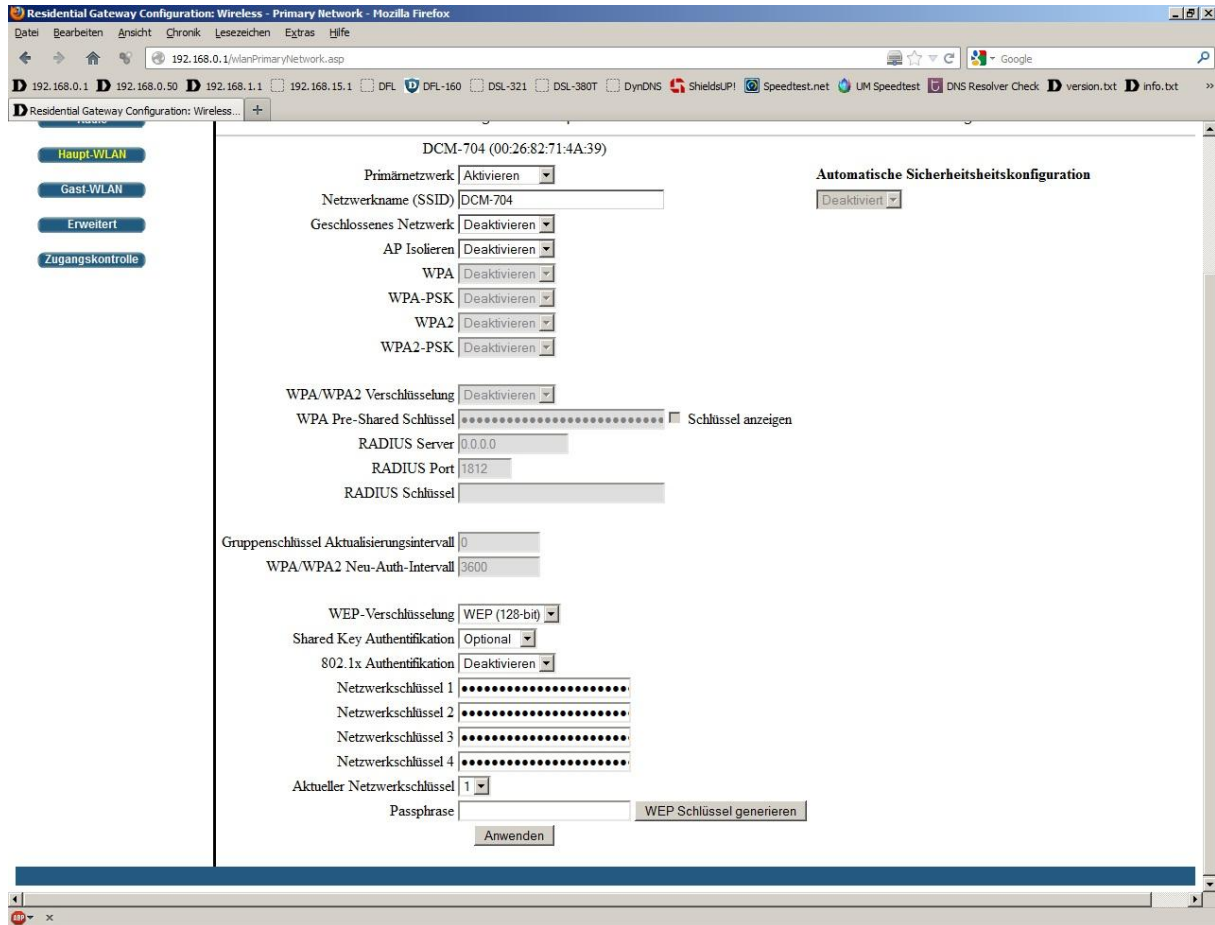 Residential Gateway Configuration: Wireless - Primary Network - Mozilla Firefox
Datei Bearbeiten Ansicht Chronik Lesezeichen Extras Hilfe
192.168.0.1/wlanPrimaryNetwork.asp Google
192.168.0.1 192.168.0.50 192.168.1.1 192.168.15.1 DFL DFL-160 DSL-321 DSL-380T DynDNS ShieldsUP! Speedtest.net UM Speedtest DNS Resolver Check version.txt info.txt »
Residential Gateway Configuration: Wireless... +
Haupt-WLAN
Gast-WLAN
Erweitert
Zugangskontrolle
DCM-704 (00:26:82:71:4A:39)
Primärnetzwerk Aktivieren
Automatische Sicherheitsheitskonfiguration
Netzwerkname (SSID) DCM-704
Deaktiviert
Geschlossenes Netzwerk Deaktivieren
AP Isolieren Deaktivieren
WPA Deaktivieren
WPA-PSK Deaktivieren
WPA2 Deaktivieren
WPA2-PSK Deaktivieren
WPA/WPA2 Verschlüsselung Deaktivieren
WPA Pre-Shared Schlüssel Schlüssel anzeigen
RADIUS Server 0.0.0.0
RADIUS Port 1812
RADIUS Schlüssel
Gruppenschlüssel Aktualisierungsintervall 0
WPA/WPA2 Neu-Auth-Intervall 3600
WEP-Verschlüsselung WEP (128-bit)
Shared Key Authentifikation Optional
802.1x Authentifikation Deaktivieren
Netzwerkschlüssel 1
Netzwerkschlüssel 2
Netzwerkschlüssel 3
Netzwerkschlüssel 4
Aktueller Netzwerkschlüssel 1
Passphrase WEP Schlüssel generieren
Anwenden
ABP x